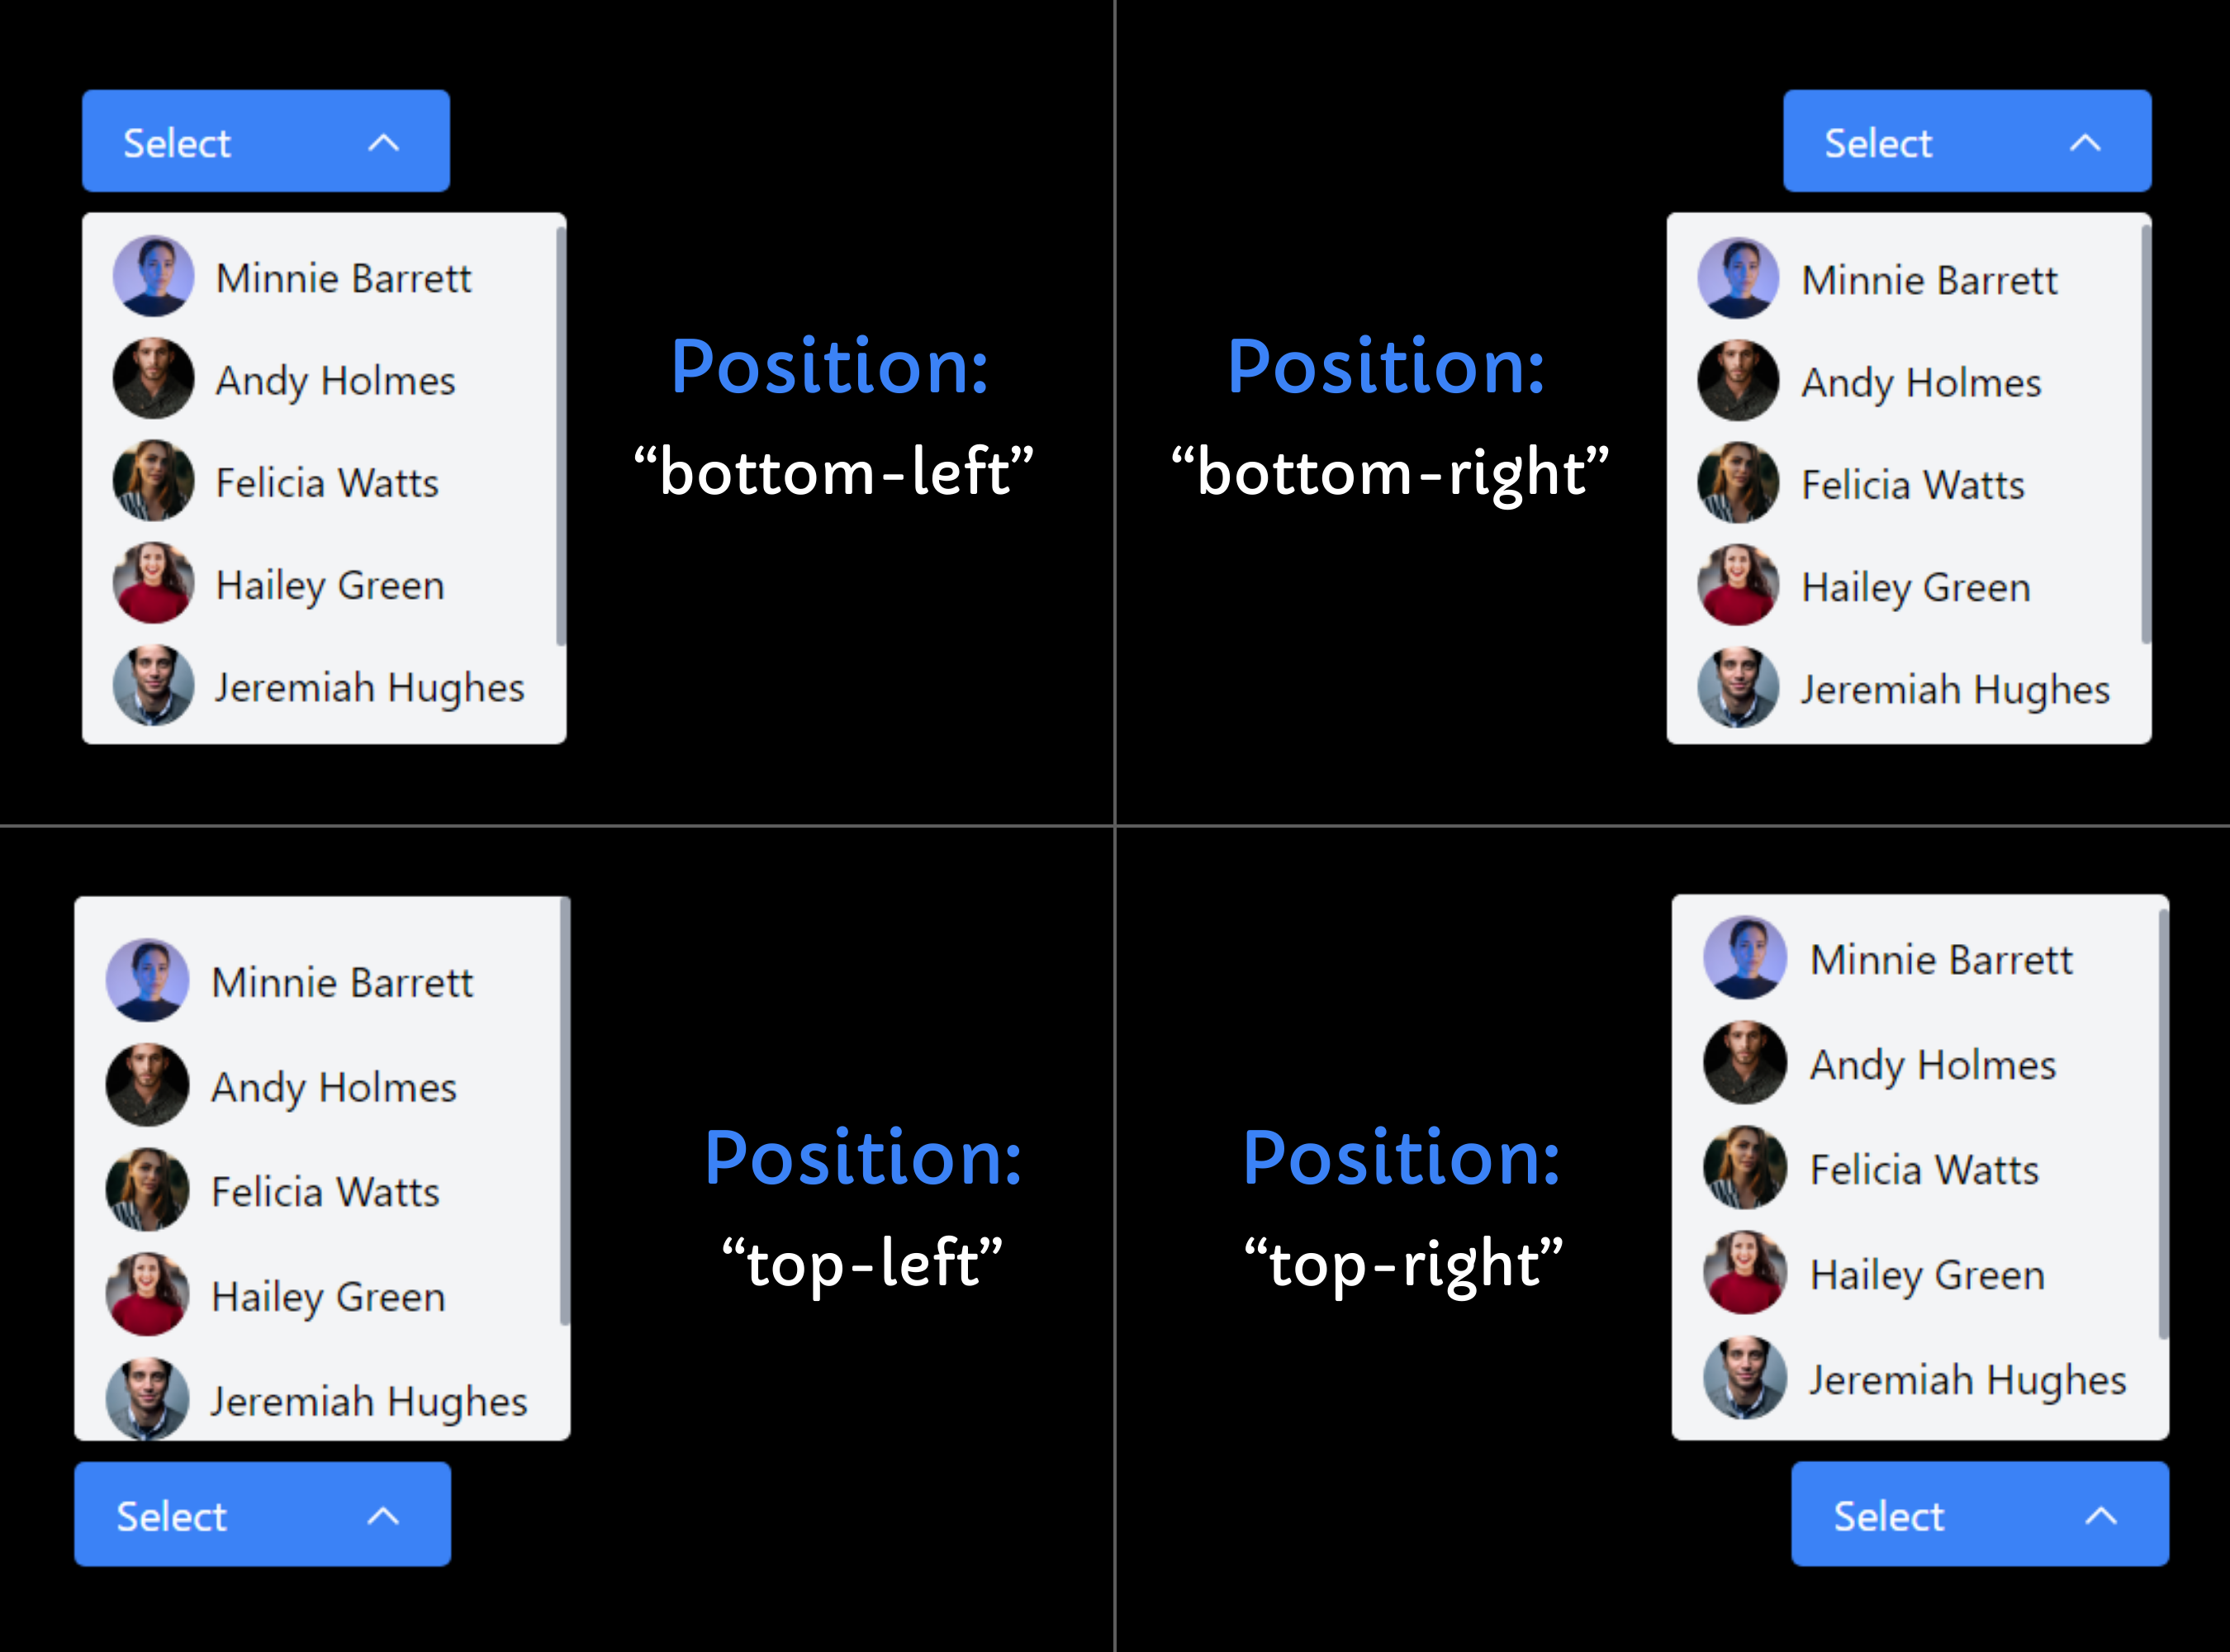 Select
Minnie Barrett
Andy Holmes
Felicia Watts
Hailey Green
Jeremiah Hughes
Position:
“bottom-left”
Position:
“bottom-right”
Select
Minnie Barrett
Andy Holmes
Felicia Watts
Hailey Green
Jeremiah Hughes
Minnie Barrett
Andy Holmes
Felicia Watts
Hailey Green
Jeremiah Hughes
Select
Position:
“top-left”
Position:
“top-right”
Minnie Barrett
Andy Holmes
Felicia Watts
Hailey Green
Jeremiah Hughes
Select